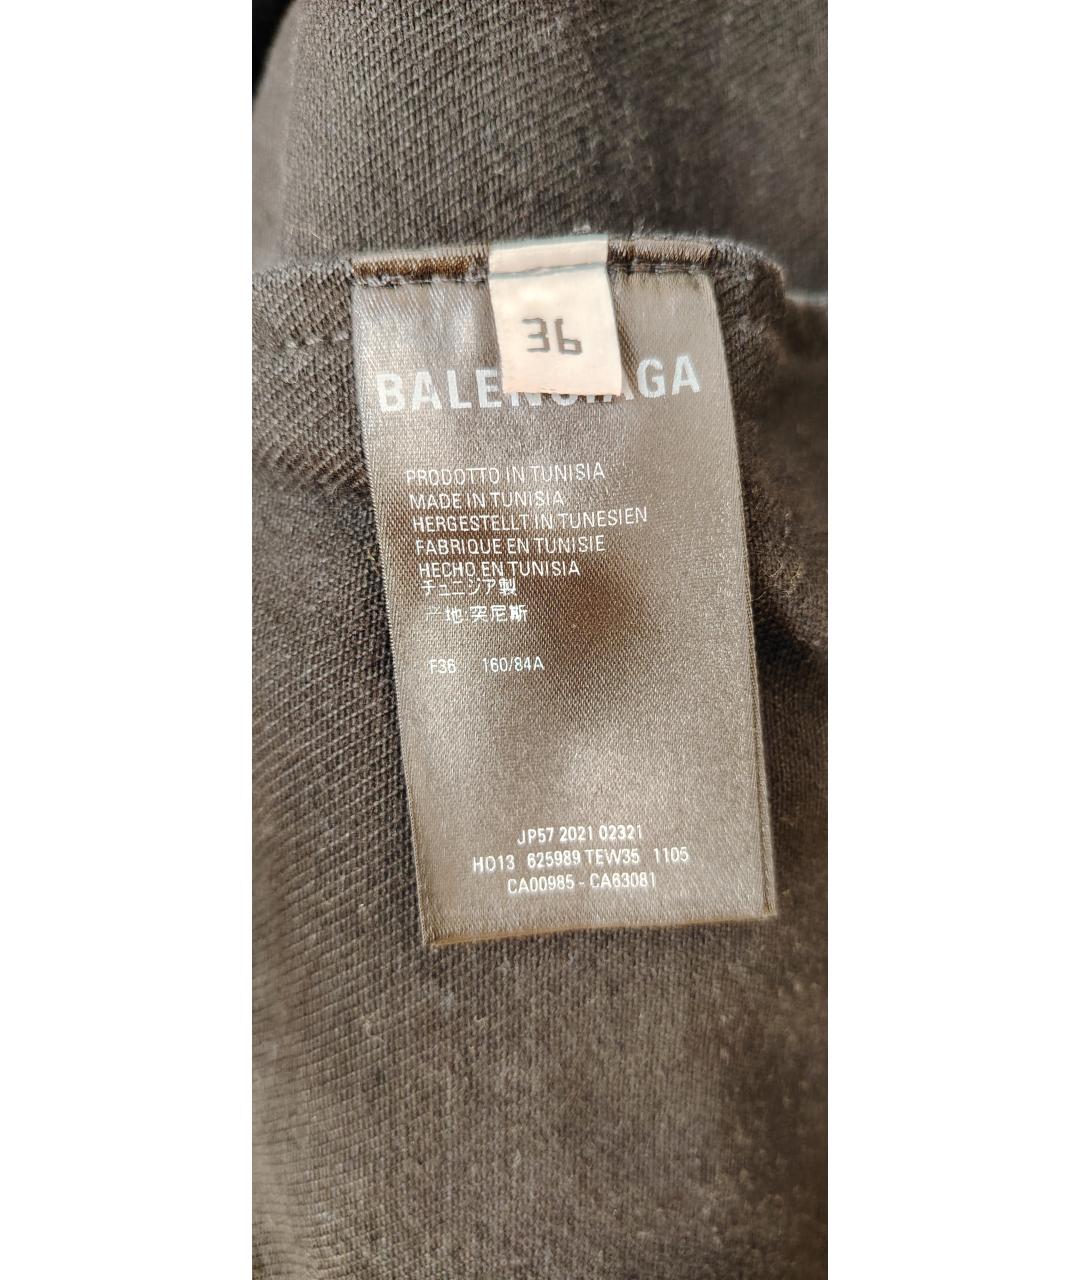 36
BALENCIAGA
PRODOTTO IN TUNISIA
MADE IN TUNISIA
HERGESTELLT IN TUNESIEN
FABRIQUE EN TUNISIE
HECHO EN TUNISIA
チュニジア製
产地:突尼斯
F36 160/84A
JP57 2021 02321
HO13 625989 TEW35 1105
CA00985 - CA63081